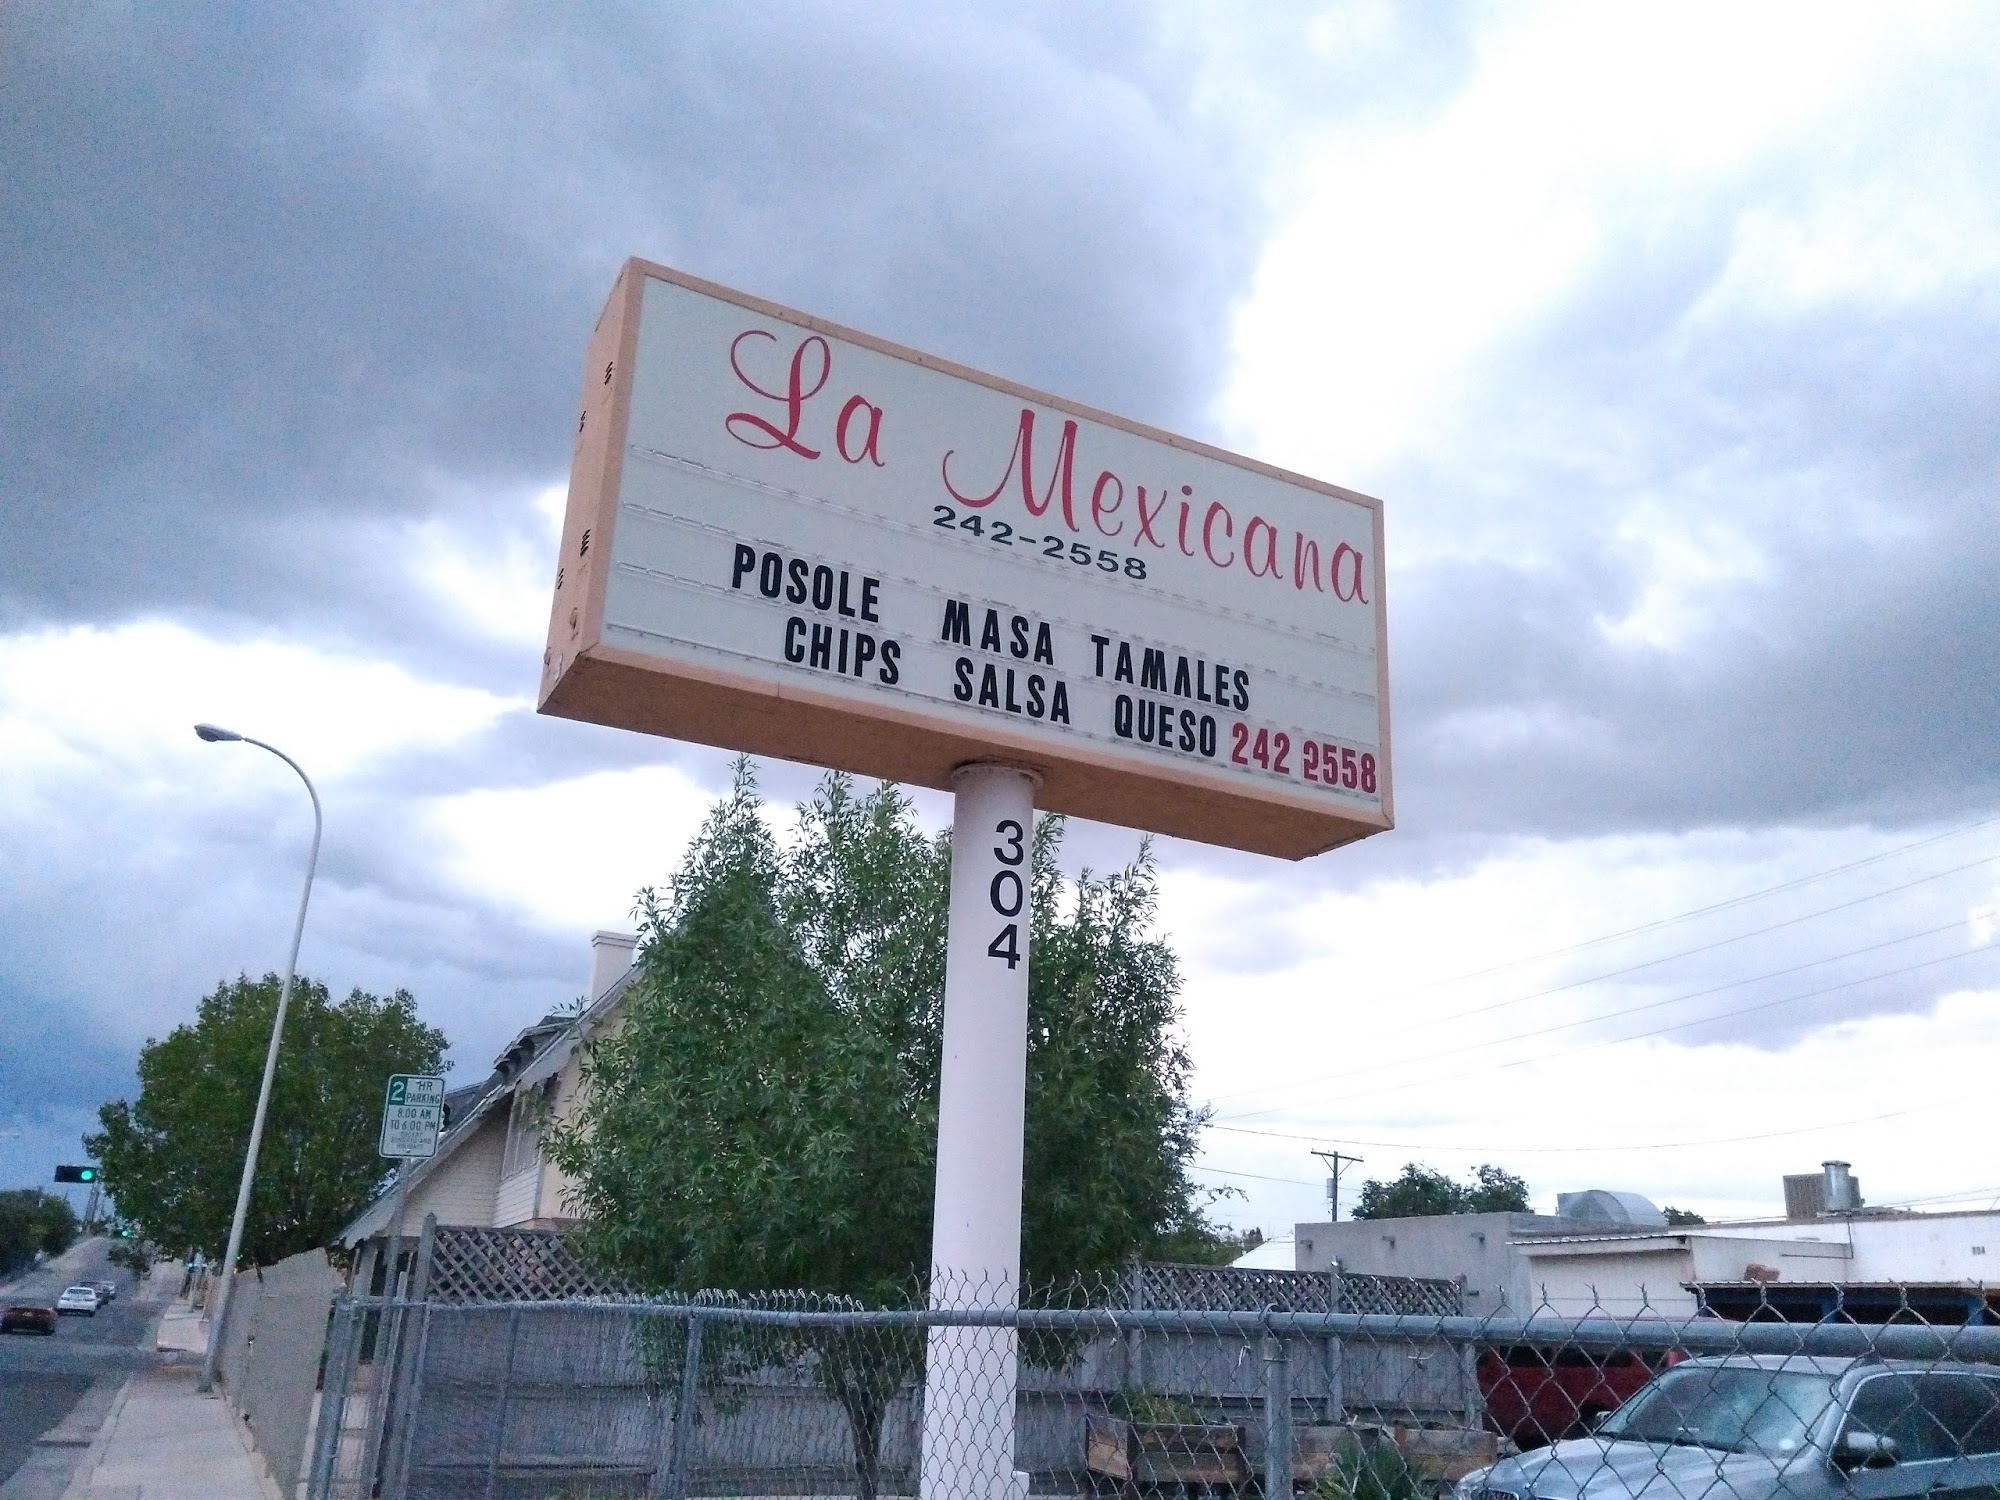 La Mexicana
242-2558
POSOLE MASA TAMALES
CHIPS SALSA QUESO 242 2558
304
2 HR
PARKING
8:00 AM
TO 6:00 PM